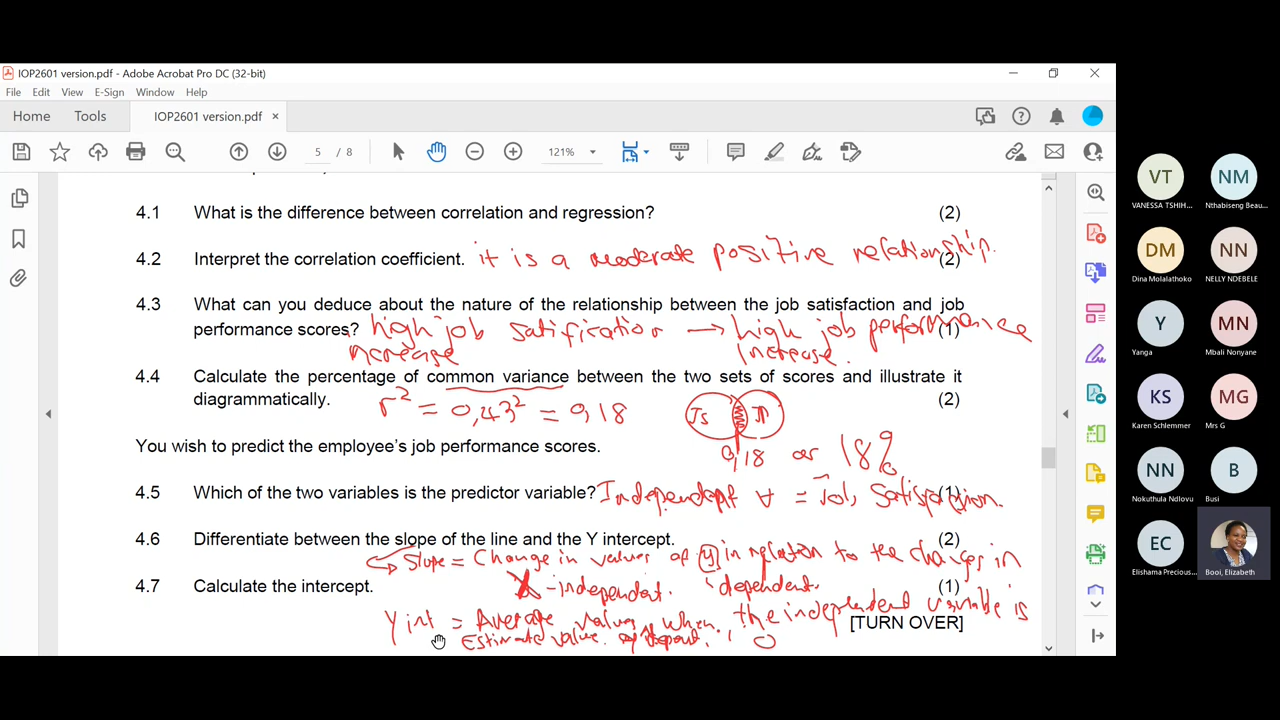 IOP2601 version.pdf - Adobe Acrobat Pro DC (32-bit)
File Edit View E-Sign Window Help
Home Tools IOP2601 version.pdf ×
5 / 8 121%
4.1 What is the difference between correlation and regression? (2)
4.2 Interpret the correlation coefficient. it is a moderate positive relationship. (2)
4.3 What can you deduce about the nature of the relationship between the job satisfaction and job
performance scores? high job satification → high job performance (1)
increase increase.
4.4 Calculate the percentage of common variance between the two sets of scores and illustrate it
diagrammatically. r² = 0,43² = 0,18 Js JP (2)
You wish to predict the employee's job performance scores. 0,18 or 18%
4.5 Which of the two variables is the predictor variable? Independent v = Job Satisfaction. (1)
4.6 Differentiate between the slope of the line and the Y intercept. (2)
Slope = Change in values of y in relation to the changes in
4.7 Calculate the intercept. X - independent. dependent. (1)
Y int = Average values when the independent variable is
[TURN OVER]
Estimate value of 0
VT NM
VANESSA TSHIH... Nthabiseng Beau...
DM NN
Dina Molalathoko NELLY NDEBELE
Y MN
Yanga Mbali Nonyane
KS MG
Karen Schlemmer Mrs G
NN B
Nokuthula Ndlovu Busi
EC
Elishama Precious... Booi, Elizabeth